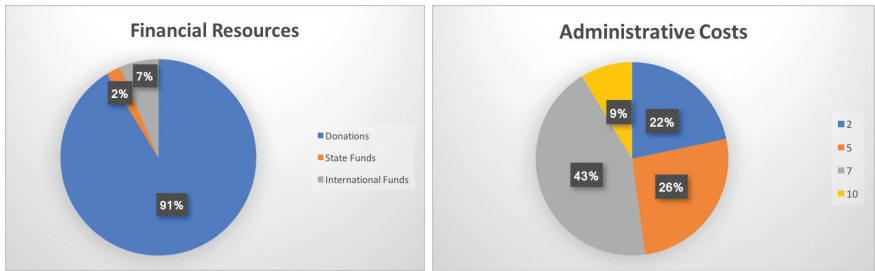 Financial Resources
7%
2%
91%
Donations
State Funds
International Funds
Administrative Costs
9%
22%
43%
26%
2
5
7
10